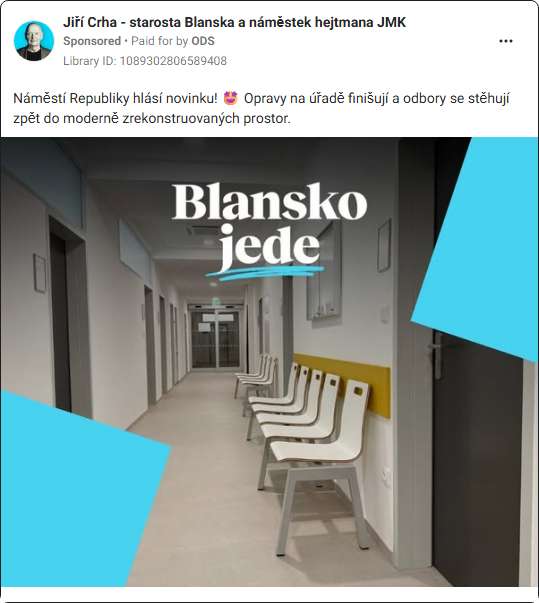 Jiří Crha - starosta Blanska a náměstek hejtmana JMK
Sponsored • Paid for by ODS
Library ID: 1089302806589408
Náměstí Republiky hlásí novinku! 🤩 Opravy na úřadě finišují a odbory se stěhují
zpět do moderně zrekonstruovaných prostor.
Blansko
jede